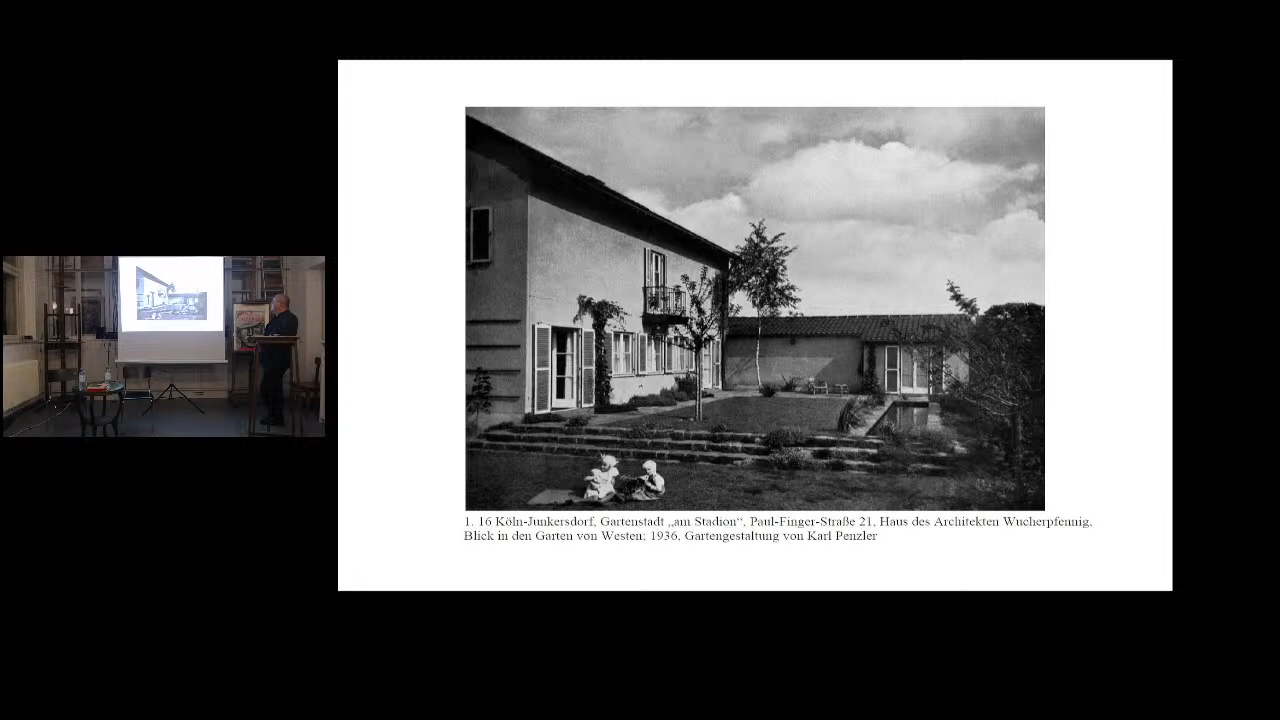 1. 16 Köln-Junkersdorf, Gartenstadt „am Stadion“, Paul-Finger-Straße 21, Haus des Architekten Wucherpfennig,
Blick in den Garten von Westen; 1936. Gartengestaltung von Karl Penzler